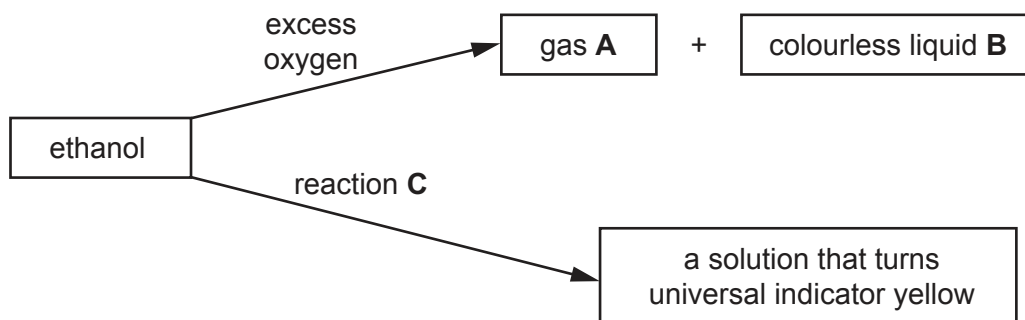 excess
oxygen
gas A + colourless liquid B
ethanol
reaction C
a solution that turns
universal indicator yellow